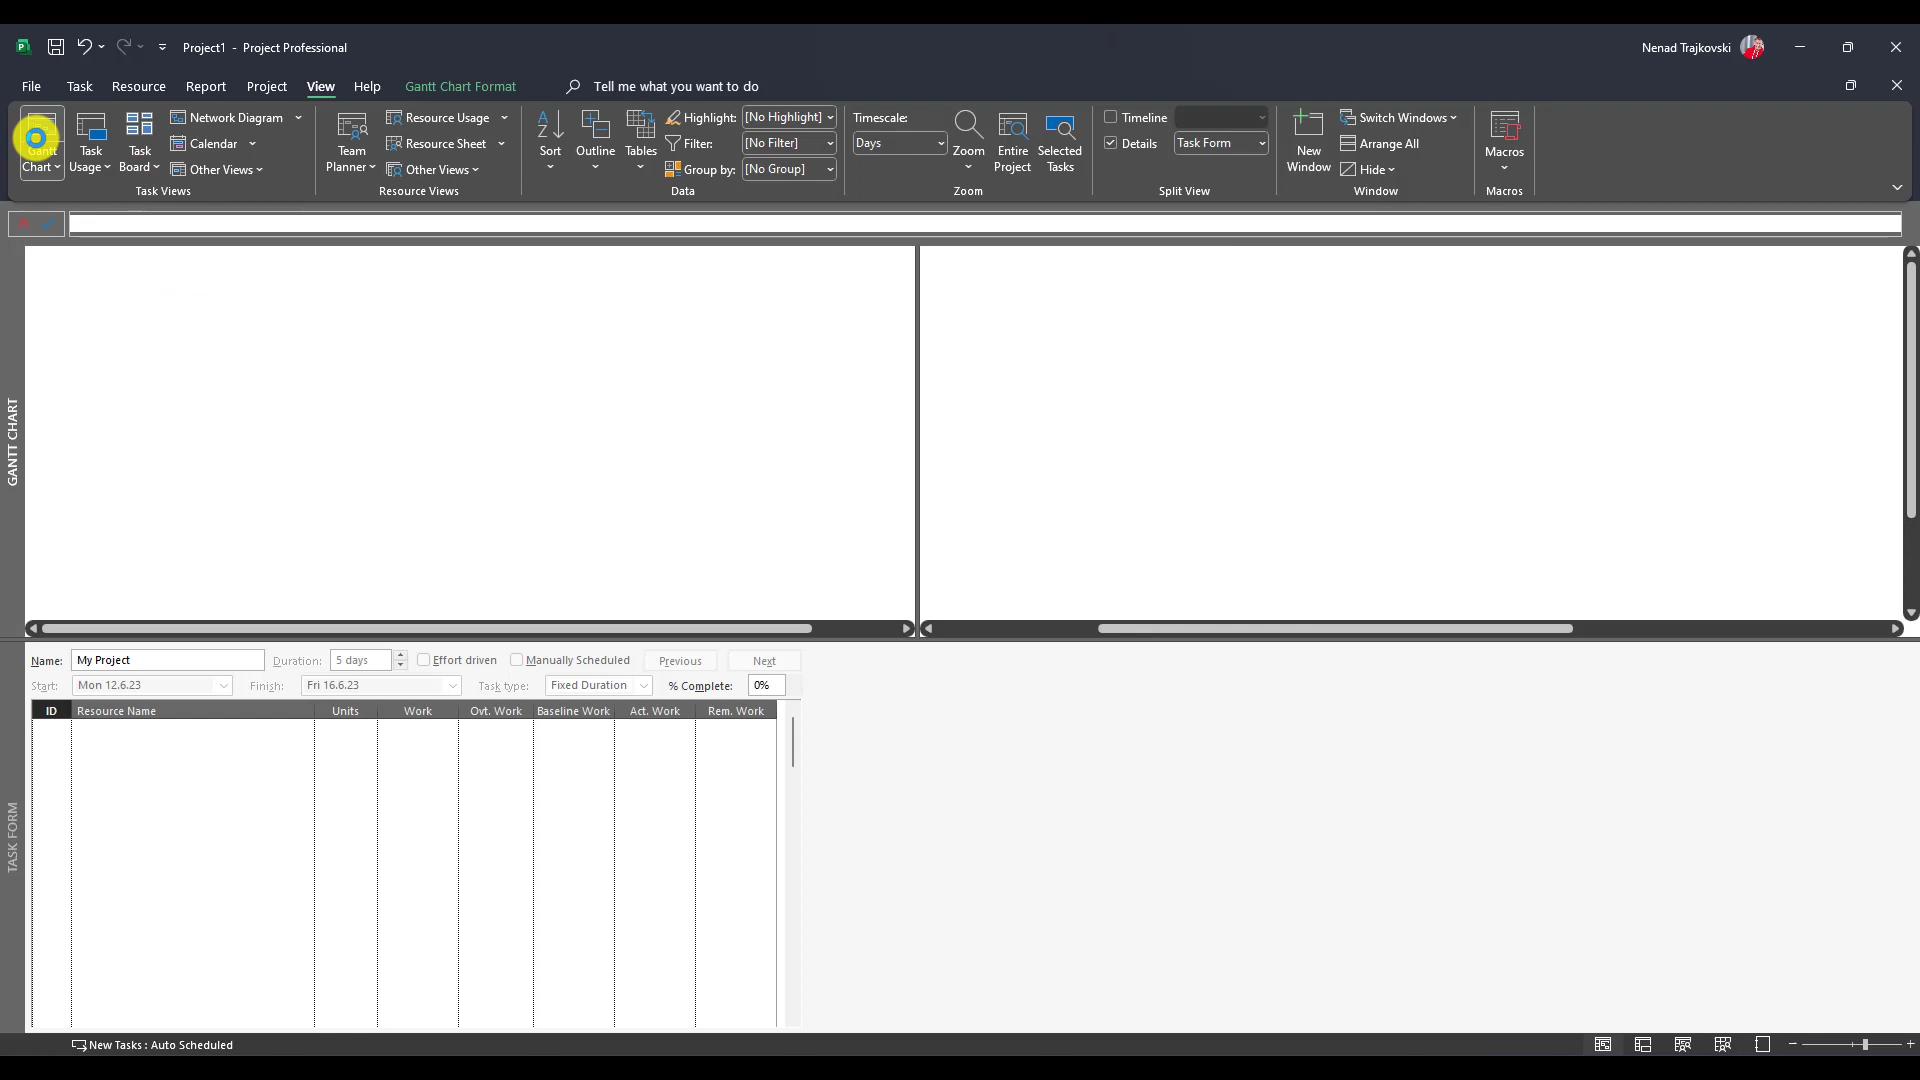 Project1 - Project Professional
Nenad Trajkovski
File Task Resource Report Project View Help Gantt Chart Format Tell me what you want to do
Gantt Chart
Task Usage
Task Board
Network Diagram
Calendar
Other Views
Task Views
Team Planner
Resource Usage
Resource Sheet
Other Views
Resource Views
Sort
Outline
Tables
Highlight: [No Highlight]
Filter: [No Filter]
Group by: [No Group]
Data
Timescale:
Days
Zoom
Entire Project
Selected Tasks
Zoom
Timeline
Details Task Form
Split View
New Window
Switch Windows
Arrange All
Hide
Window
Macros
Macros
GANTT CHART
Name: My Project Duration: 5 days Effort driven Manually Scheduled Previous Next
Start: Mon 12.6.23 Finish: Fri 16.6.23 Task type: Fixed Duration % Complete: 0%
ID Resource Name Units Work Ovt. Work Baseline Work Act. Work Rem. Work
TASK FORM
New Tasks : Auto Scheduled